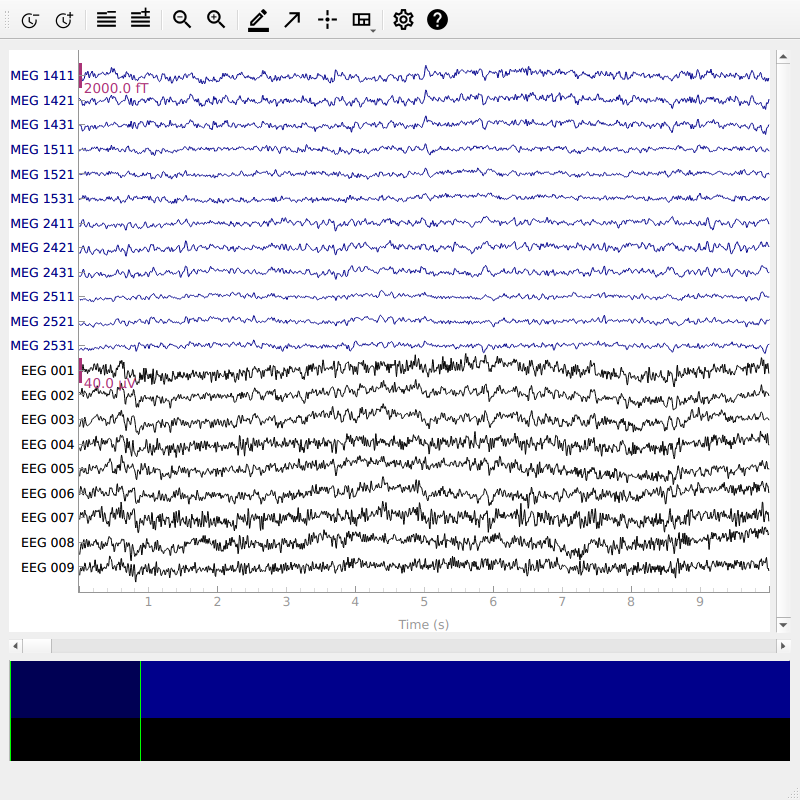 MEG 1411
2000.0 fT
MEG 1421
MEG 1431
MEG 1511
MEG 1521
MEG 1531
MEG 2411
MEG 2421
MEG 2431
MEG 2511
MEG 2521
MEG 2531
EEG 001
40.0 µV
EEG 002
EEG 003
EEG 004
EEG 005
EEG 006
EEG 007
EEG 008
EEG 009
1 2 3 4 5 6 7 8 9
Time (s)